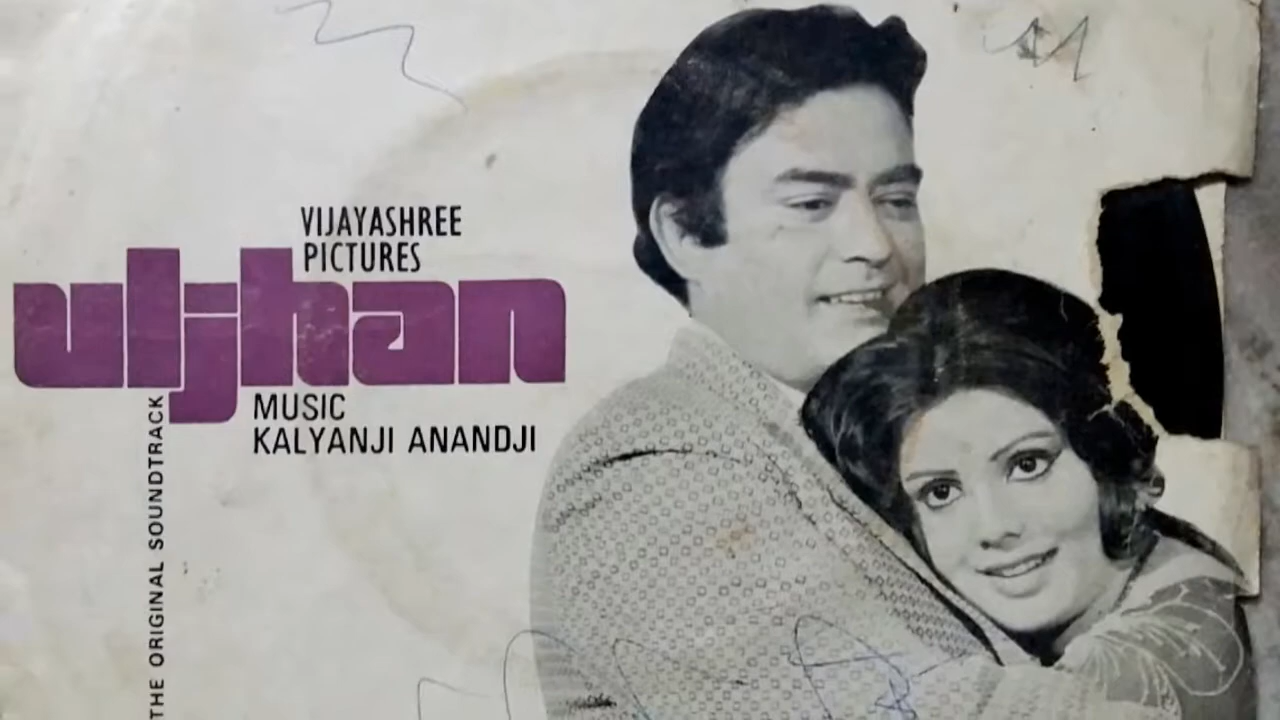 VIJAYASHREE
PICTURES
uljhan
MUSIC
KALYANJI ANANDJI
THE ORIGINAL SOUNDTRACK